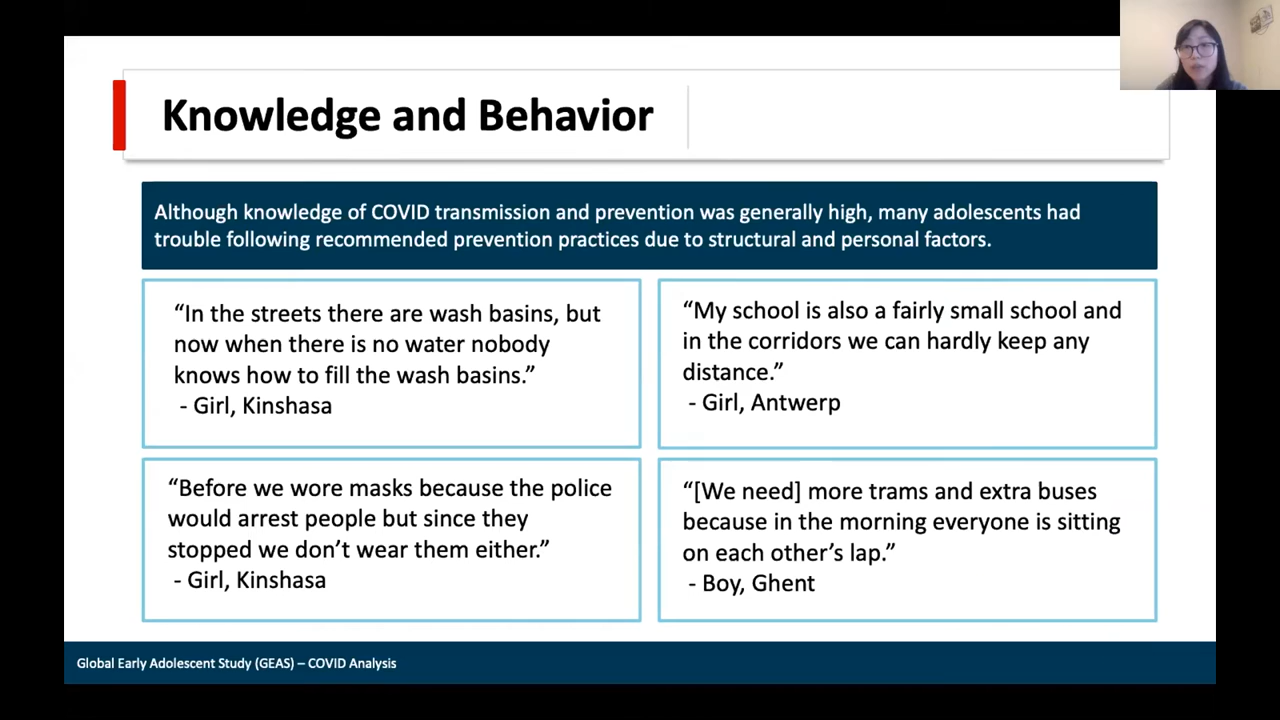 Knowledge and Behavior
Although knowledge of COVID transmission and prevention was generally high, many adolescents had
trouble following recommended prevention practices due to structural and personal factors.
“In the streets there are wash basins, but
now when there is no water nobody
knows how to fill the wash basins.”
- Girl, Kinshasa
“My school is also a fairly small school and
in the corridors we can hardly keep any
distance.”
- Girl, Antwerp
“Before we wore masks because the police
would arrest people but since they
stopped we don’t wear them either.”
- Girl, Kinshasa
“[We need] more trams and extra buses
because in the morning everyone is sitting
on each other’s lap.”
- Boy, Ghent
Global Early Adolescent Study (GEAS) – COVID Analysis